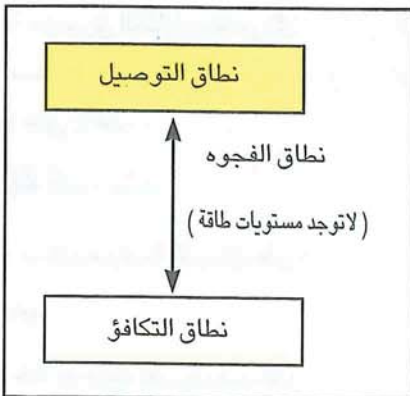 نطاق التوصيل
نطاق الفجوه
(لاتوجد مستويات طاقة)
نطاق التكافؤ